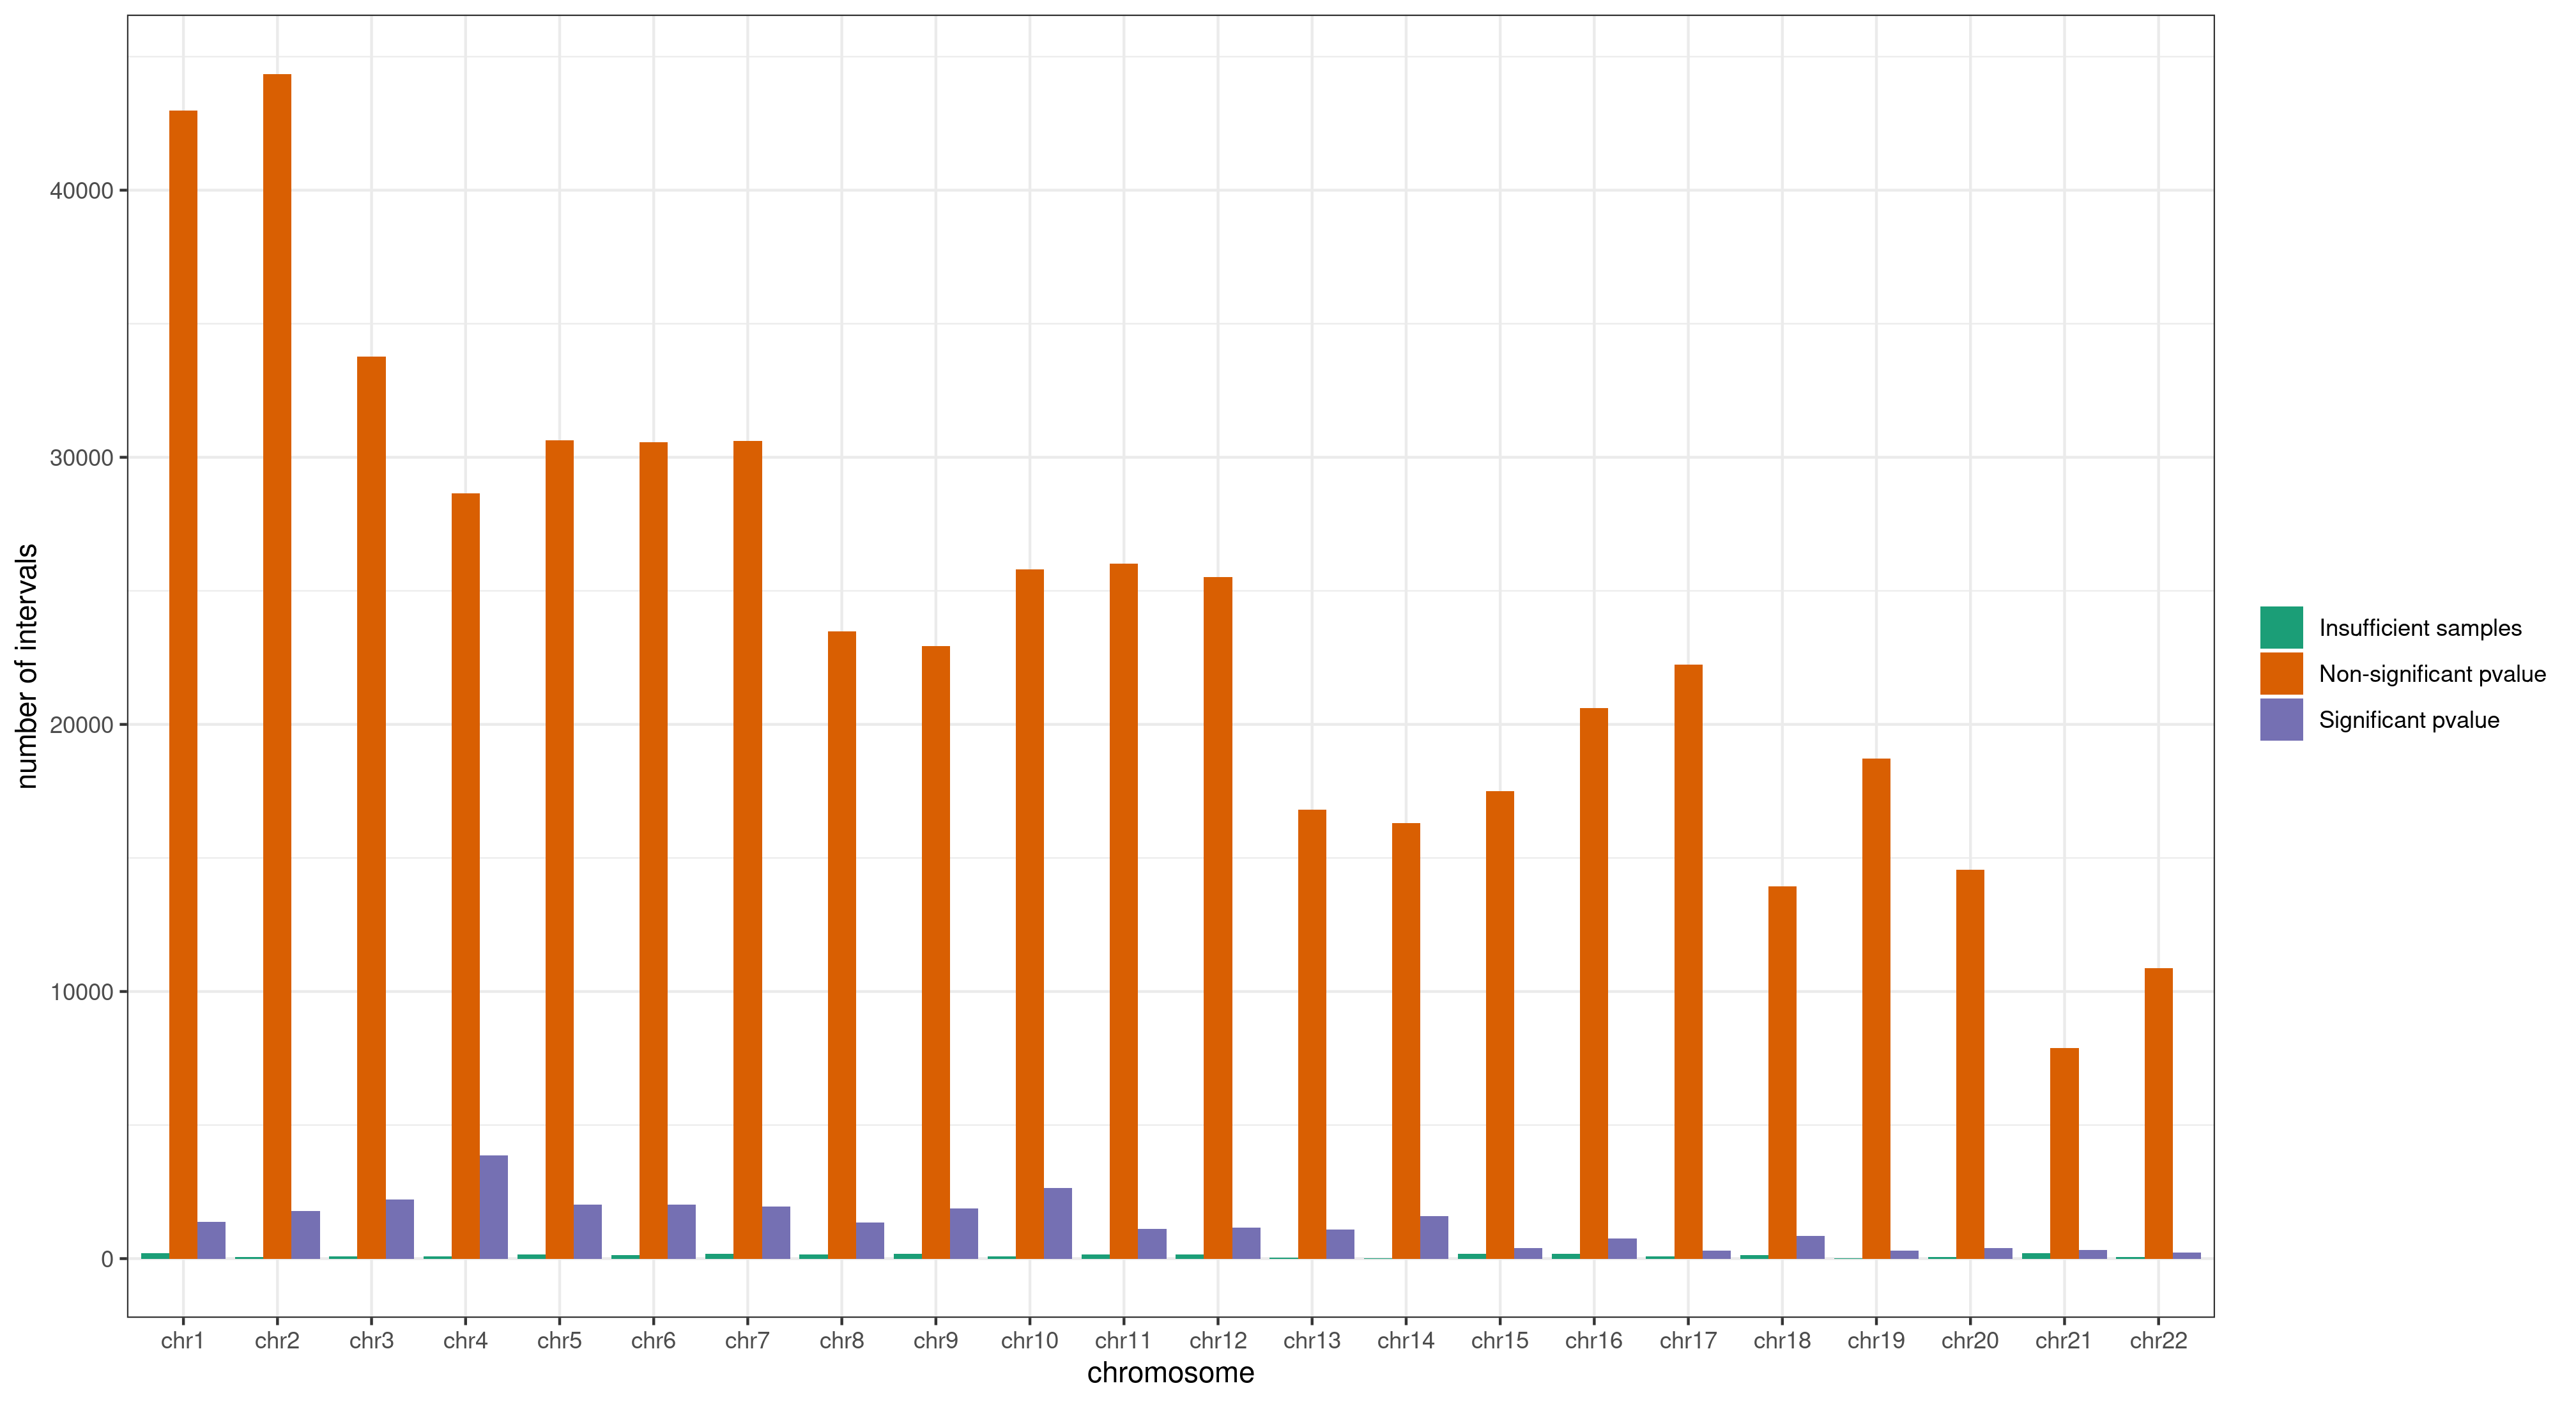 number of intervals
40000
30000
20000
10000
0
chr1 chr2 chr3 chr4 chr5 chr6 chr7 chr8 chr9 chr10 chr11 chr12 chr13 chr14 chr15 chr16 chr17 chr18 chr19 chr20 chr21 chr22
chromosome
Insufficient samples
Non-significant pvalue
Significant pvalue